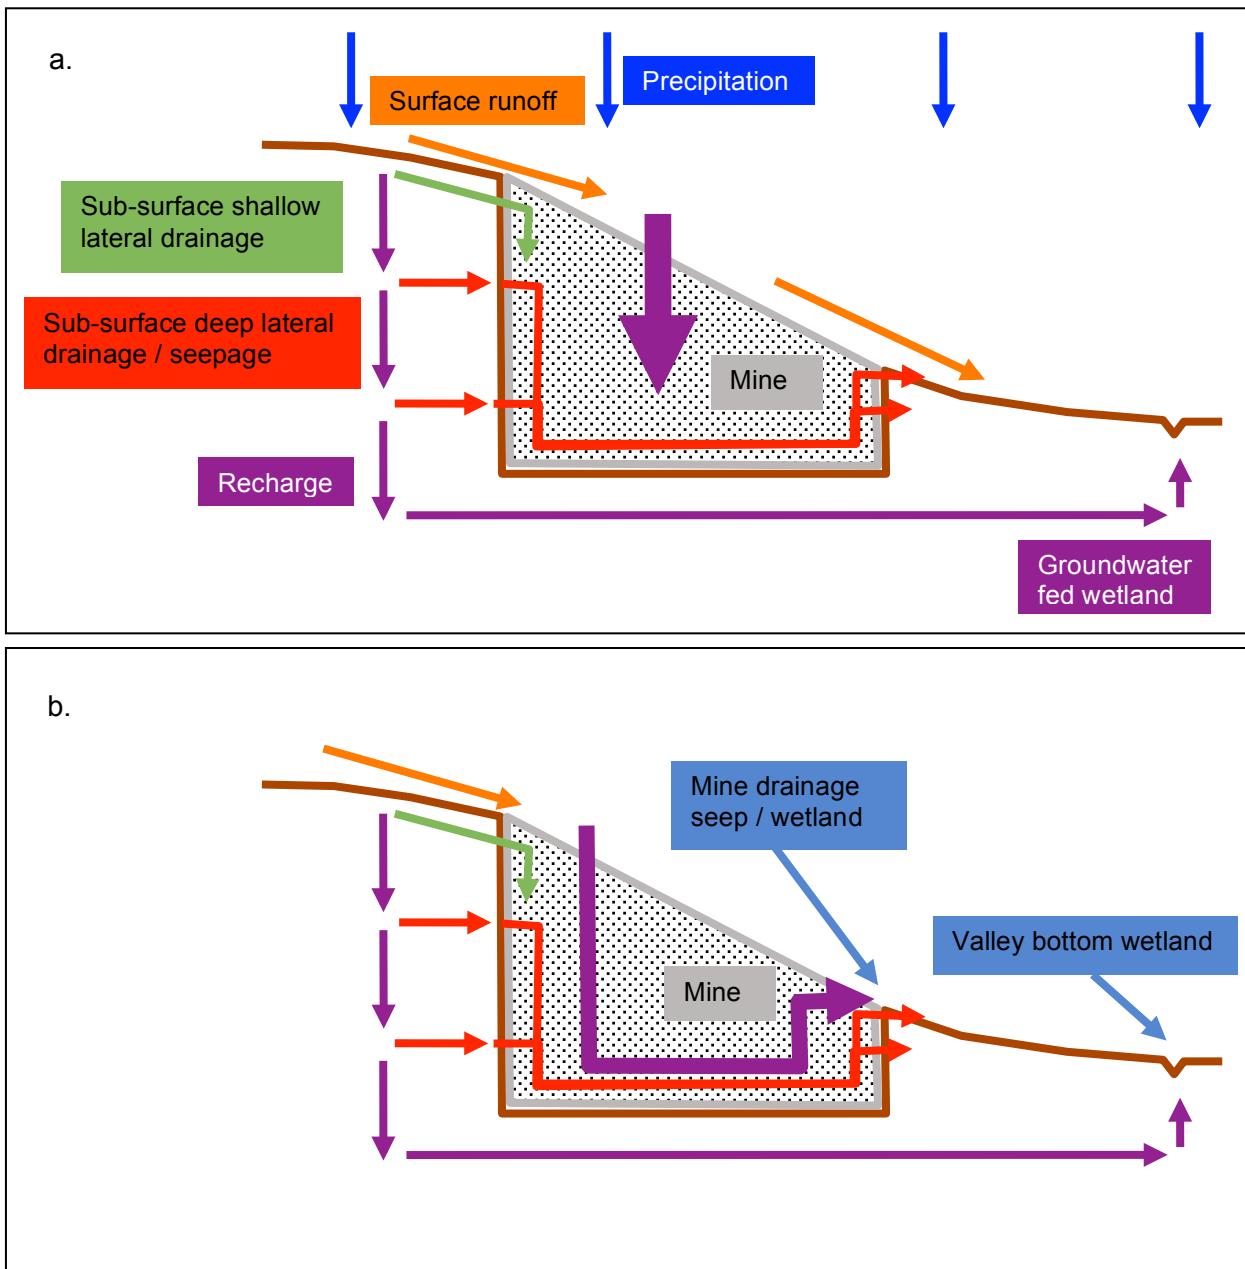 a.
Precipitation
Surface runoff
Sub-surface shallow
lateral drainage
Sub-surface deep lateral
drainage / seepage
Mine
Recharge
Groundwater
fed wetland
b.
Mine drainage
seep / wetland
Valley bottom wetland
Mine